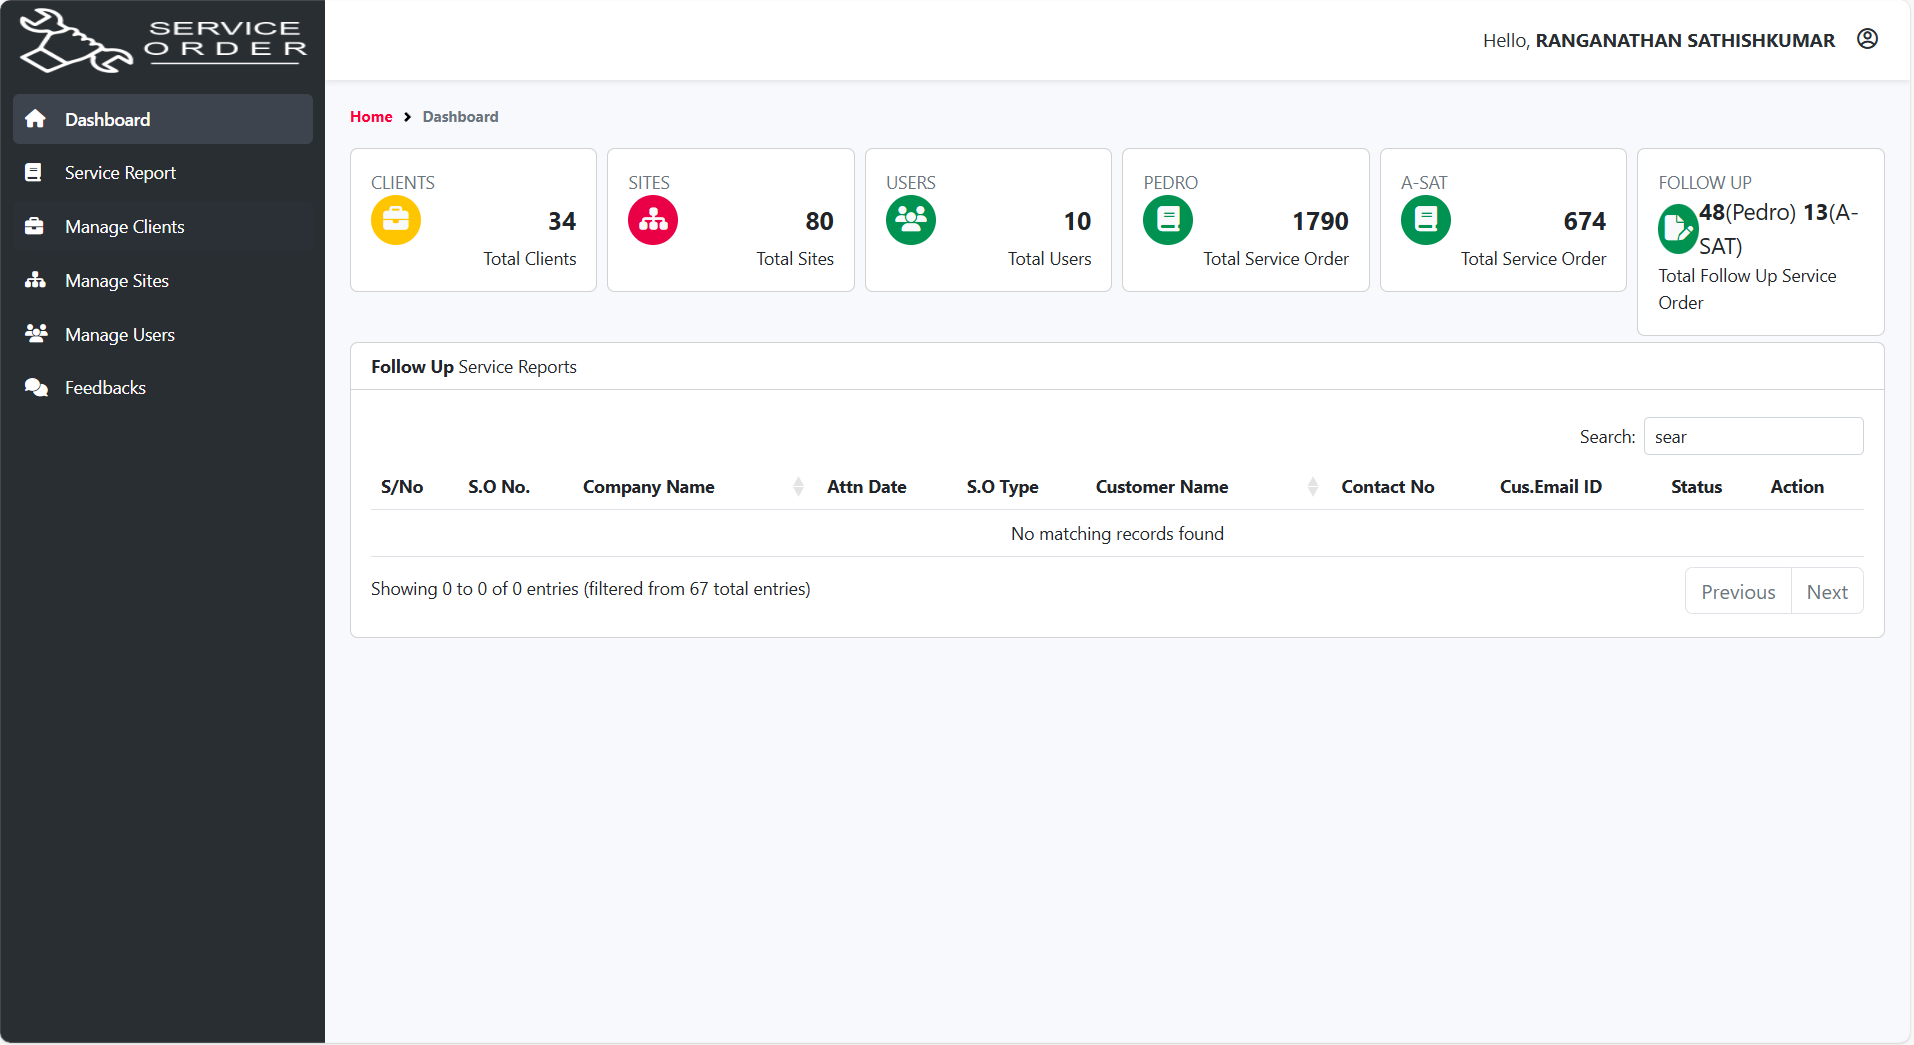 SERVICE
ORDER
Hello, RANGANATHAN SATHISHKUMAR
Dashboard
Service Report
Manage Clients
Manage Sites
Manage Users
Feedbacks
Home Dashboard
CLIENTS
34
Total Clients
SITES
80
Total Sites
USERS
10
Total Users
PEDRO
1790
Total Service Order
A-SAT
674
Total Service Order
FOLLOW UP
48(Pedro) 13(A-
SAT)
Total Follow Up Service
Order
Follow Up Service Reports
Search: sear
S/No S.O No. Company Name Attn Date S.O Type Customer Name Contact No Cus.Email ID Status Action
No matching records found
Showing 0 to 0 of 0 entries (filtered from 67 total entries)
Previous Next